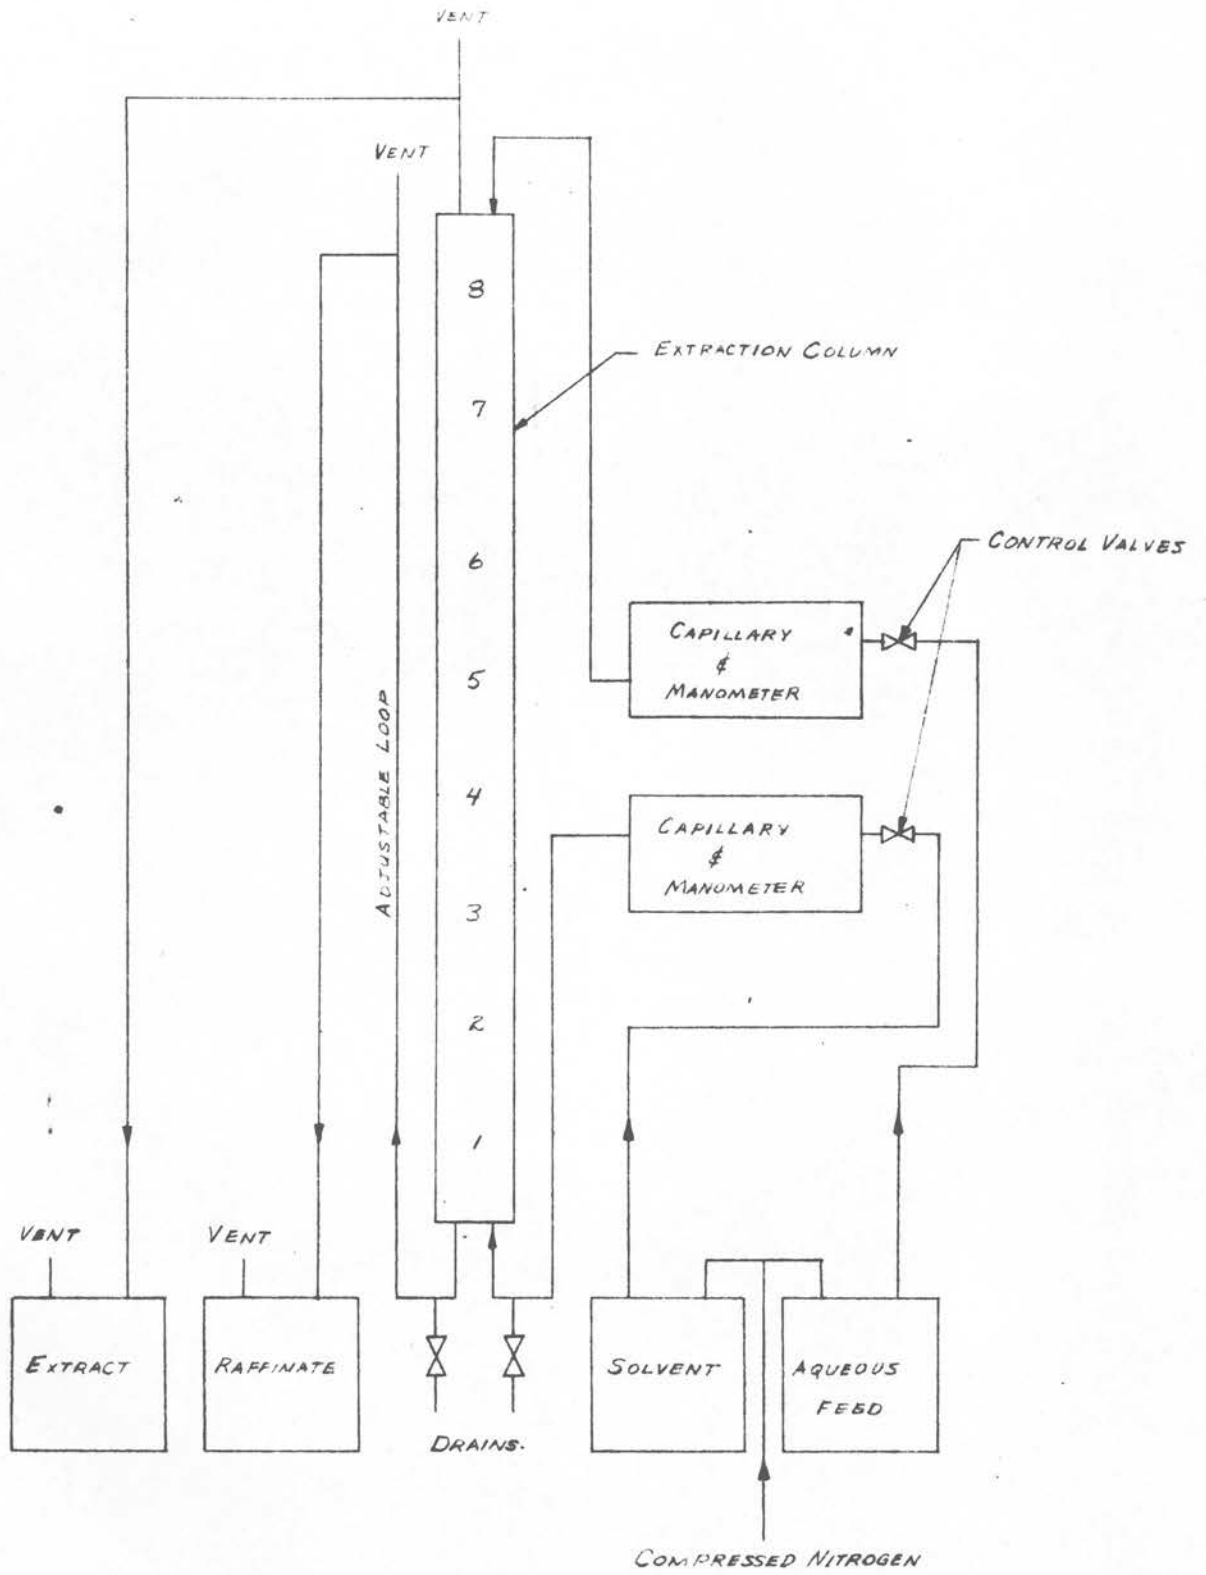 VENT
VENT
8
EXTRACTION COLUMN
7
CONTROL VALVES
6
CAPILLARY
&
MANOMETER
5
ADJUSTABLE LOOP
4
CAPILLARY
&
MANOMETER
3
2
1
VENT
VENT
EXTRACT
RAFFINATE
SOLVENT
AQUEOUS
FEED
DRAINS.
COMPRESSED NITROGEN